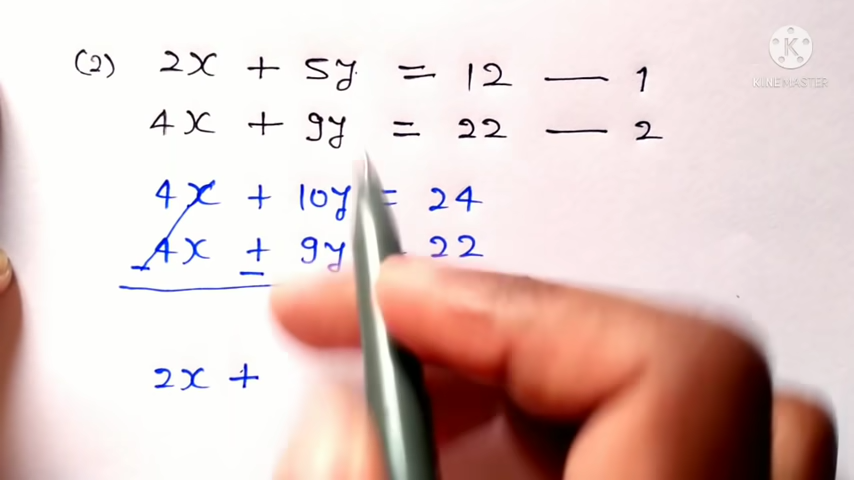 (2) 2x + 5y = 12 — 1
4x + 9y = 22 — 2
4x + 10y = 24
4x + 9y = 22
2x +
K
KINEMASTER